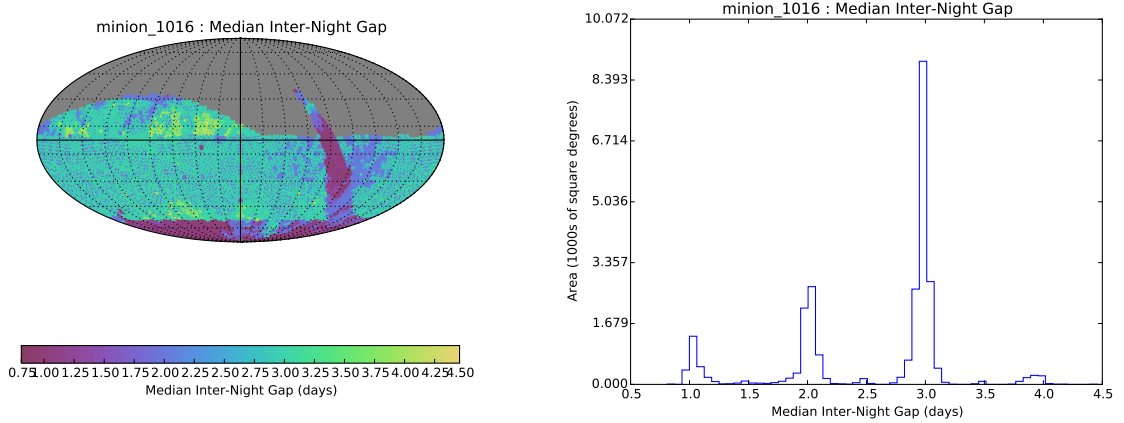 minion_1016 : Median Inter-Night Gap
0.75 1.00 1.25 1.50 1.75 2.00 2.25 2.50 2.75 3.00 3.25 3.50 3.75 4.00 4.25 4.50
Median Inter-Night Gap (days)
minion_1016 : Median Inter-Night Gap
10.072
8.393
6.714
5.036
3.357
1.679
0.000
Area (1000s of square degrees)
0.5 1.0 1.5 2.0 2.5 3.0 3.5 4.0 4.5
Median Inter-Night Gap (days)